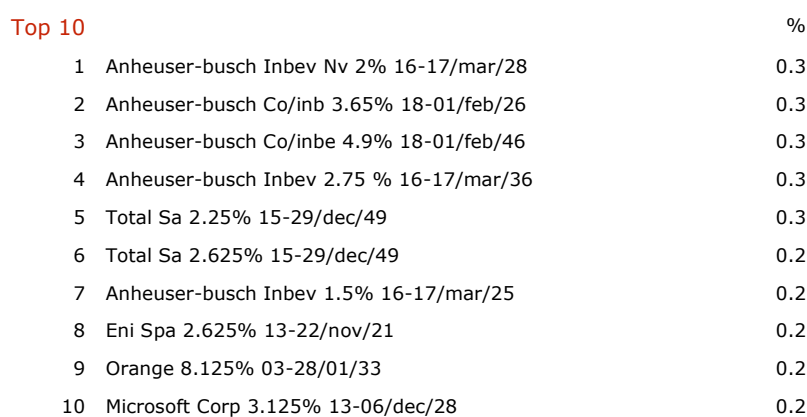 Top 10 %
1 Anheuser-busch Inbev Nv 2% 16-17/mar/28 0.3
2 Anheuser-busch Co/inb 3.65% 18-01/feb/26 0.3
3 Anheuser-busch Co/inbe 4.9% 18-01/feb/46 0.3
4 Anheuser-busch Inbev 2.75 % 16-17/mar/36 0.3
5 Total Sa 2.25% 15-29/dec/49 0.3
6 Total Sa 2.625% 15-29/dec/49 0.2
7 Anheuser-busch Inbev 1.5% 16-17/mar/25 0.2
8 Eni Spa 2.625% 13-22/nov/21 0.2
9 Orange 8.125% 03-28/01/33 0.2
10 Microsoft Corp 3.125% 13-06/dec/28 0.2